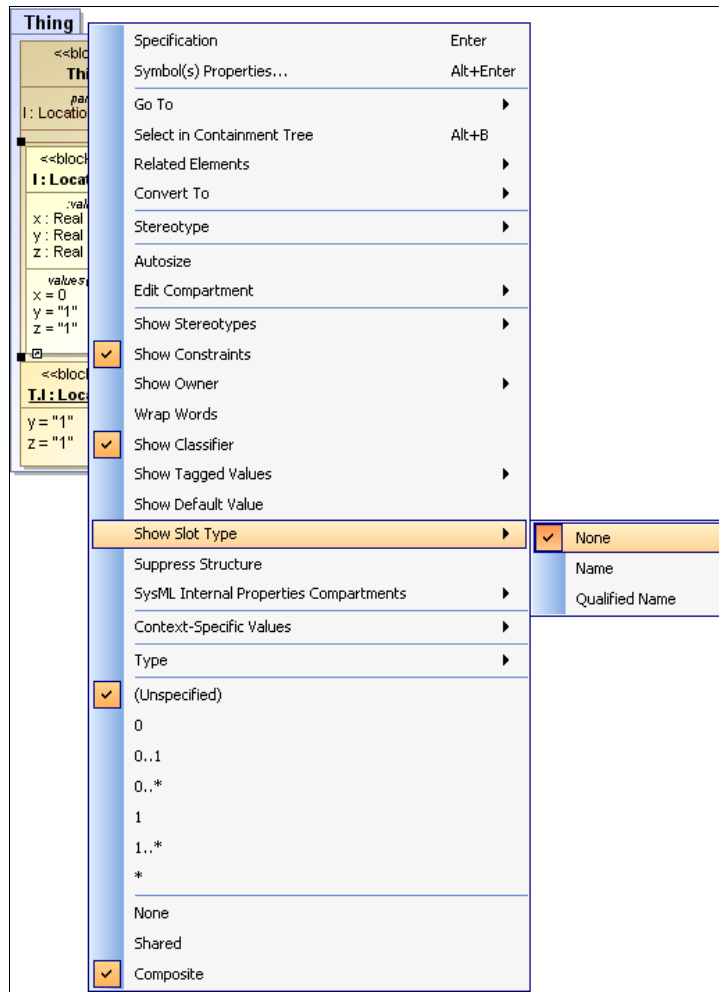 Thing
<<bloc
Thi
par
I : Locatio
<<block
I : Locat
:val
x : Real
y : Real
z : Real
values
x = 0
y = "1"
z = "1"
<<block
T.I : Loca
y = "1"
z = "1"
Specification Enter
Symbol(s) Properties... Alt+Enter
Go To
Select in Containment Tree Alt+B
Related Elements
Convert To
Stereotype
Autosize
Edit Compartment
Show Stereotypes
Show Constraints
Show Owner
Wrap Words
Show Classifier
Show Tagged Values
Show Default Value
Show Slot Type
None
Name
Qualified Name
Suppress Structure
SysML Internal Properties Compartments
Context-Specific Values
Type
(Unspecified)
0
0..1
0..*
1
1..*
*
None
Shared
Composite